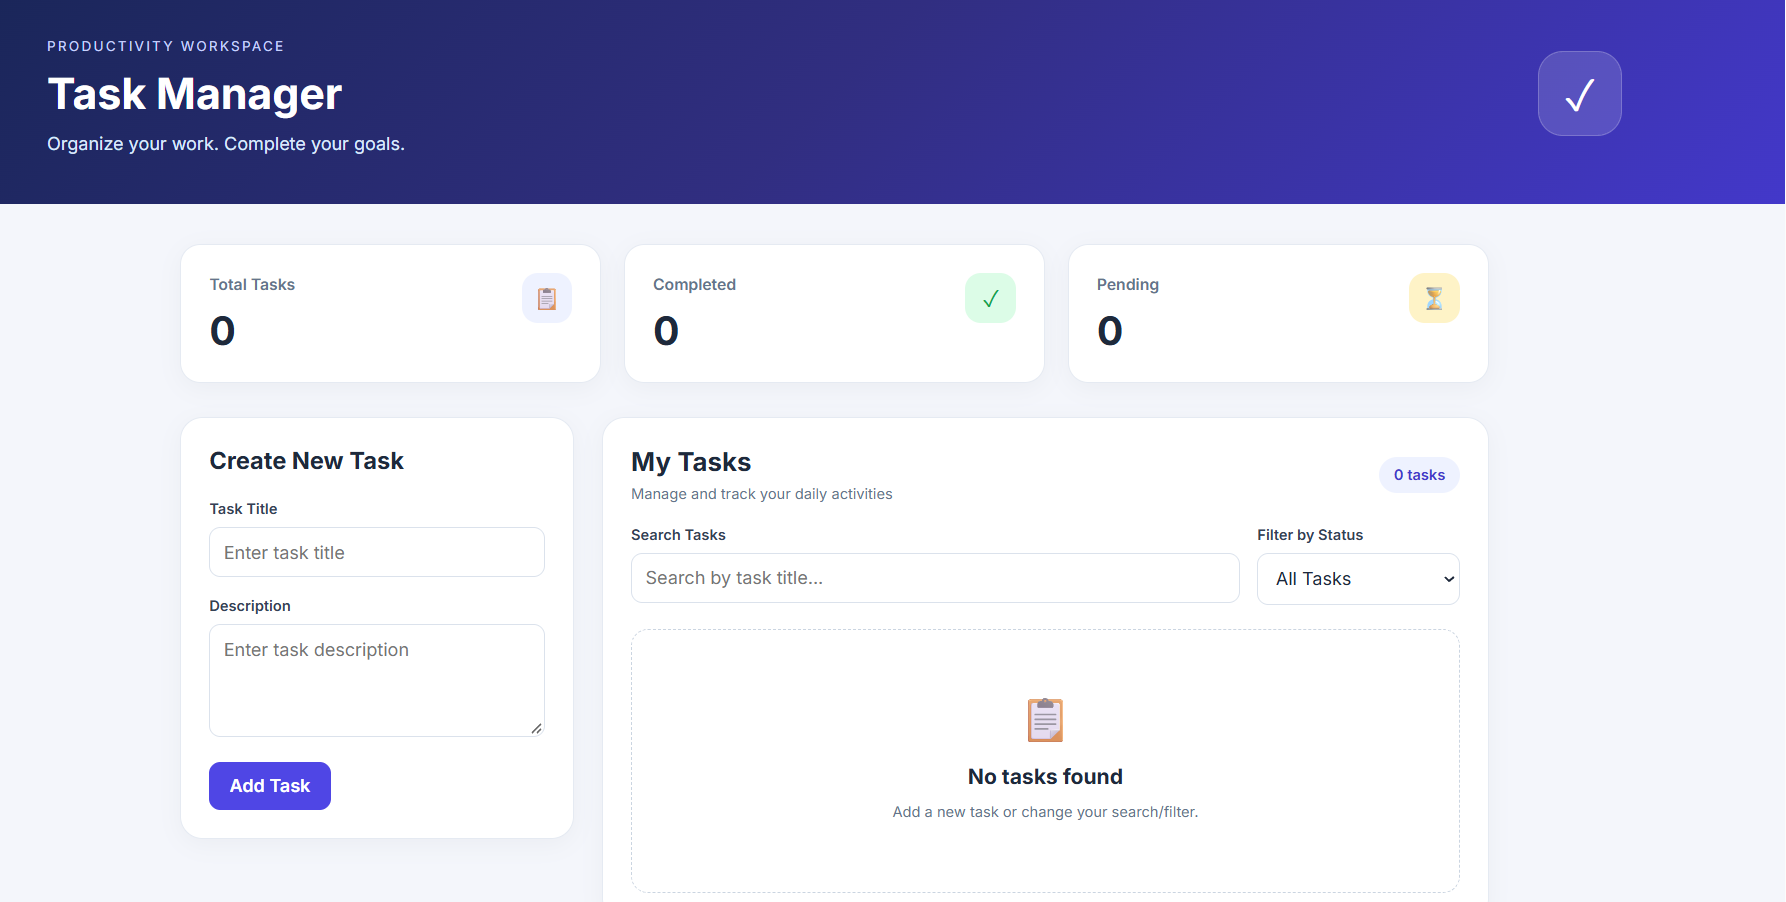 PRODUCTIVITY WORKSPACE
Task Manager
Organize your work. Complete your goals.
Total Tasks
0
Completed
0
Pending
0
Create New Task
Task Title
Enter task title
Description
Enter task description
Add Task
My Tasks
Manage and track your daily activities
0 tasks
Search Tasks
Search by task title...
Filter by Status
All Tasks
No tasks found
Add a new task or change your search/filter.